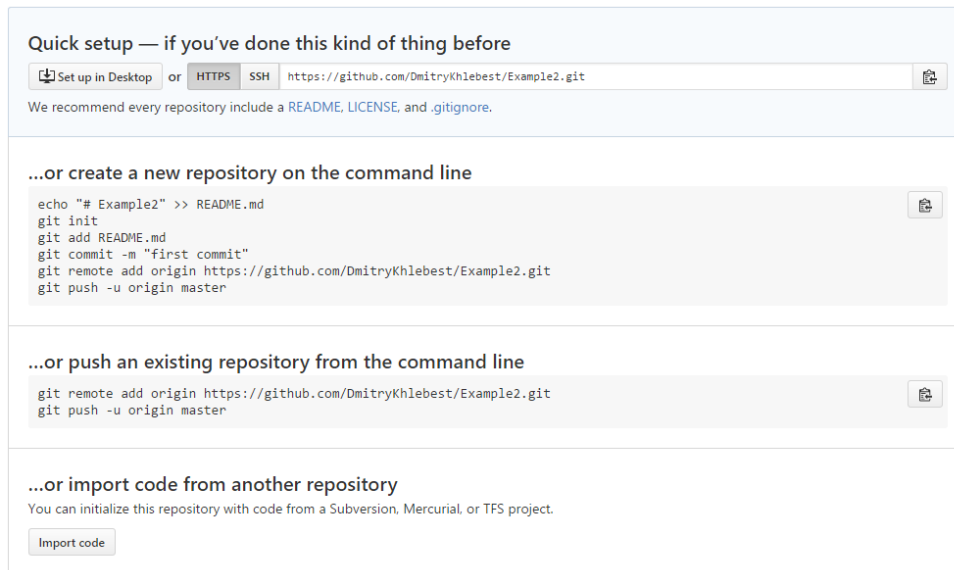 Quick setup — if you've done this kind of thing before
Set up in Desktop or HTTPS SSH https://github.com/DmitryKhlebest/Example2.git
We recommend every repository include a README, LICENSE, and .gitignore.
…or create a new repository on the command line
echo "# Example2" >> README.md
git init
git add README.md
git commit -m "first commit"
git remote add origin https://github.com/DmitryKhlebest/Example2.git
git push -u origin master
…or push an existing repository from the command line
git remote add origin https://github.com/DmitryKhlebest/Example2.git
git push -u origin master
…or import code from another repository
You can initialize this repository with code from a Subversion, Mercurial, or TFS project.
Import code